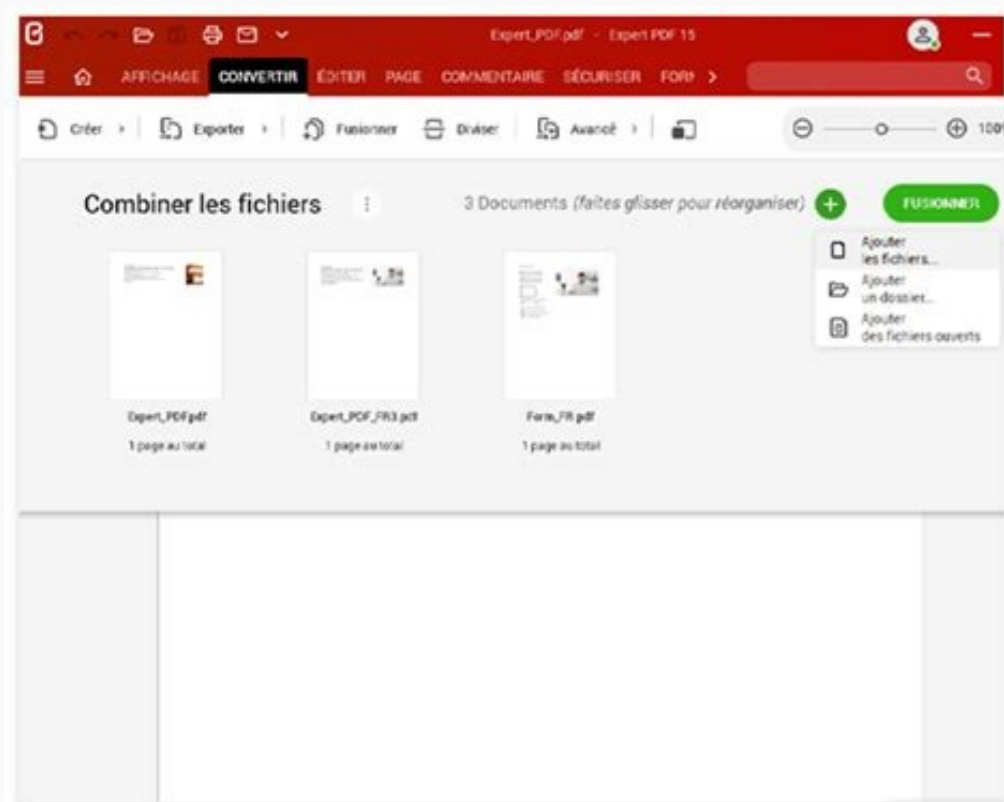 Expert_PDF.pdf - Expert PDF 15
AFFICHAGE CONVERTIR ÉDITER PAGE COMMENTAIRE SÉCURISER FORM
Créer Exporter Fusionner Diviser Avancé 100%
Combiner les fichiers 3 Documents (faites glisser pour réorganiser) FUSIONNER
Ajouter
les fichiers...
Ajouter
un dossier...
Ajouter
des fichiers ouverts
Expert_PDF.pdf Expert_PDF_FR3.pdf Form_FR.pdf
1 page au total 1 page au total 1 page au total